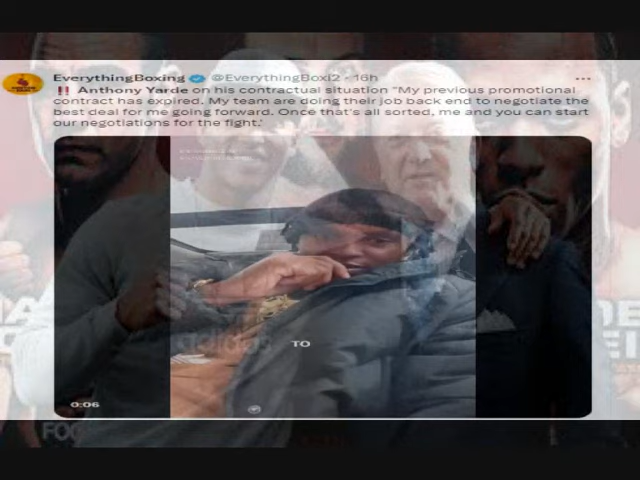 EverythingBoxing @EverythingBoxi2 · 16h
‼ Anthony Yarde on his contractual situation "My previous promotional
contract has expired. My team are doing their job back end to negotiate the
best deal for me going forward. Once that's all sorted, me and you can start
our negotiations for the fight.'
adidas
TO
0:06